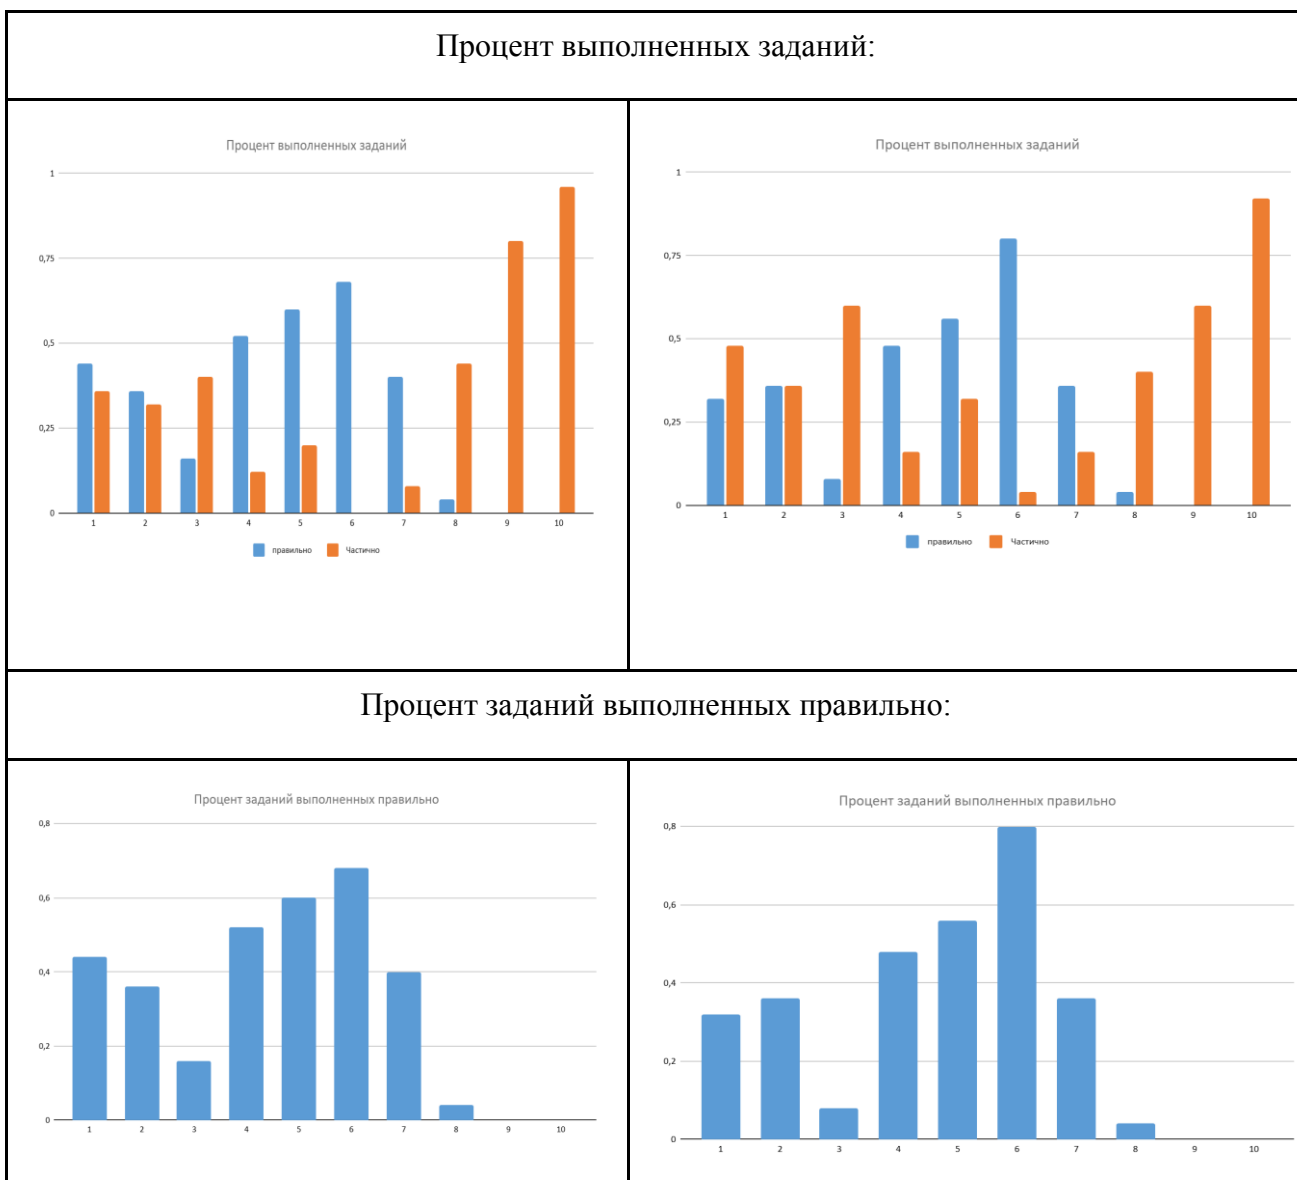 Процент выполненных заданий:
Процент выполненных заданий
1
0,75
0,5
0,25
0
1 2 3 4 5 6 7 8 9 10
правильно Частично
Процент выполненных заданий
1
0,75
0,5
0,25
0
1 2 3 4 5 6 7 8 9 10
правильно Частично
Процент заданий выполненных правильно:
Процент заданий выполненных правильно
0,8
0,6
0,4
0,2
0
1 2 3 4 5 6 7 8 9 10
Процент заданий выполненных правильно
0,8
0,6
0,4
0,2
0
1 2 3 4 5 6 7 8 9 10